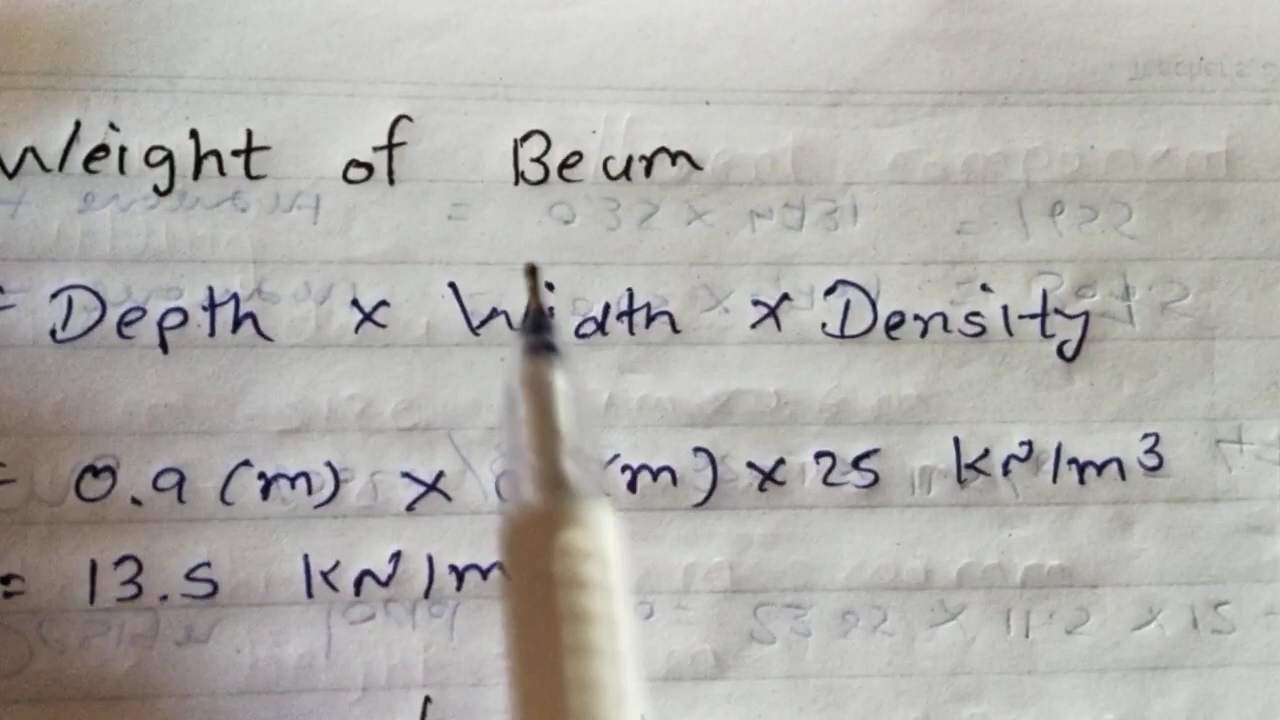 Weight of Beam
= Depth x Width x Density
= 0.9 (m) x (m) x 25 kN/m3
= 13.5 kN/m